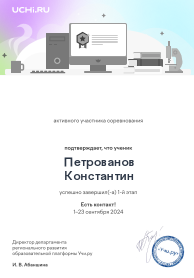 UCHi.RU
активного участника соревнования
подтверждает, что ученик
Петрованов
Константин
успешно завершил(-а) 1-й этап
Есть контакт!
1–23 сентября 2024
Директор департамента
регионального развития
образовательной платформы Учи.ру
И. В. Абаншина